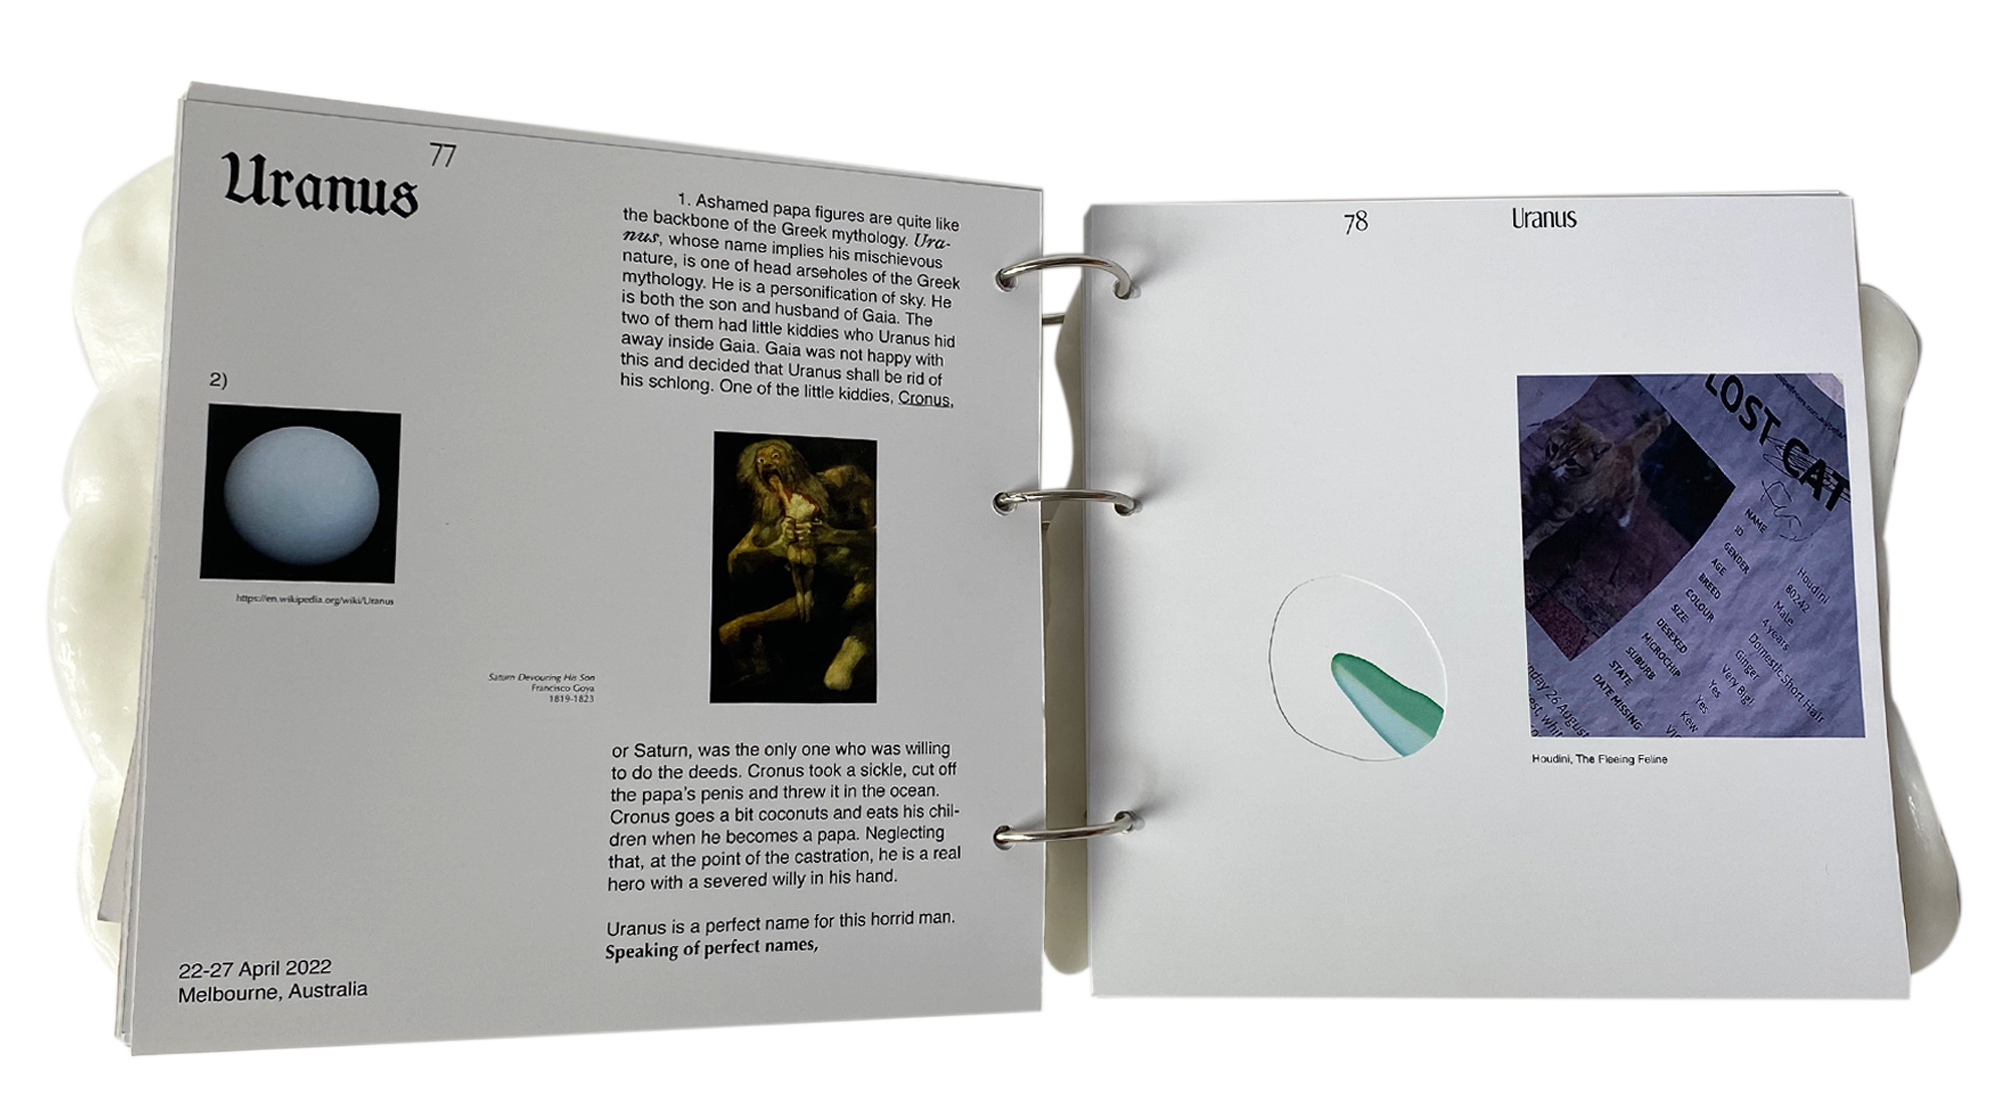 Uranus
77
1. Ashamed papa figures are quite like
the backbone of the Greek mythology. Ura-
nus, whose name implies his mischievous
nature, is one of head arseholes of the Greek
mythology. He is a personification of sky. He
is both the son and husband of Gaia. The
two of them had little kiddies who Uranus hid
away inside Gaia. Gaia was not happy with
this and decided that Uranus shall be rid of
his schlong. One of the little kiddies, Cronus,
2)
https://en.wikipedia.org/wiki/Uranus
Saturn Devouring His Son
Francisco Goya
1819-1823
or Saturn, was the only one who was willing
to do the deeds. Cronus took a sickle, cut off
the papa's penis and threw it in the ocean.
Cronus goes a bit coconuts and eats his chil-
dren when he becomes a papa. Neglecting
that, at the point of the castration, he is a real
hero with a severed willy in his hand.
Uranus is a perfect name for this horrid man.
Speaking of perfect names,
22-27 April 2022
Melbourne, Australia
78
Uranus
LOST CAT
NAME Houdini
ID 80242
GENDER Male
AGE 4 years
BREED Domestic Short Hair
COLOUR Ginger
SIZE Very Big!
DESEXED Yes
MICROCHIP Yes
SUBURB Kew
STATE
DATE MISSING
26 August
Houdini, The Fleeing Feline